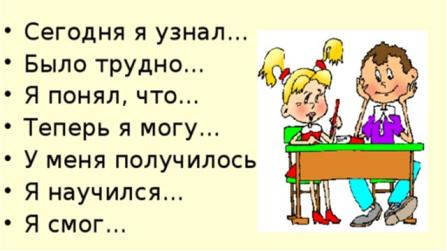 • Сегодня я узнал...
• Было трудно...
• Я понял, что...
• Теперь я могу...
• У меня получилось
• Я научился...
• Я смог...